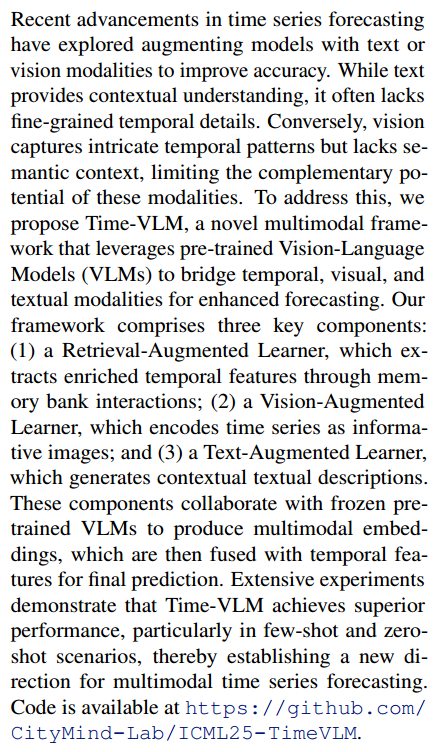 Recent advancements in time series forecasting
have explored augmenting models with text or
vision modalities to improve accuracy. While text
provides contextual understanding, it often lacks
fine-grained temporal details. Conversely, vision
captures intricate temporal patterns but lacks se-
mantic context, limiting the complementary po-
tential of these modalities. To address this, we
propose Time-VLM, a novel multimodal frame-
work that leverages pre-trained Vision-Language
Models (VLMs) to bridge temporal, visual, and
textual modalities for enhanced forecasting. Our
framework comprises three key components:
(1) a Retrieval-Augmented Learner, which ex-
tracts enriched temporal features through mem-
ory bank interactions; (2) a Vision-Augmented
Learner, which encodes time series as informa-
tive images; and (3) a Text-Augmented Learner,
which generates contextual textual descriptions.
These components collaborate with frozen pre-
trained VLMs to produce multimodal embed-
dings, which are then fused with temporal fea-
tures for final prediction. Extensive experiments
demonstrate that Time-VLM achieves superior
performance, particularly in few-shot and zero-
shot scenarios, thereby establishing a new di-
rection for multimodal time series forecasting.
Code is available at https://github.com/
CityMind-Lab/ICML25-TimeVLM.